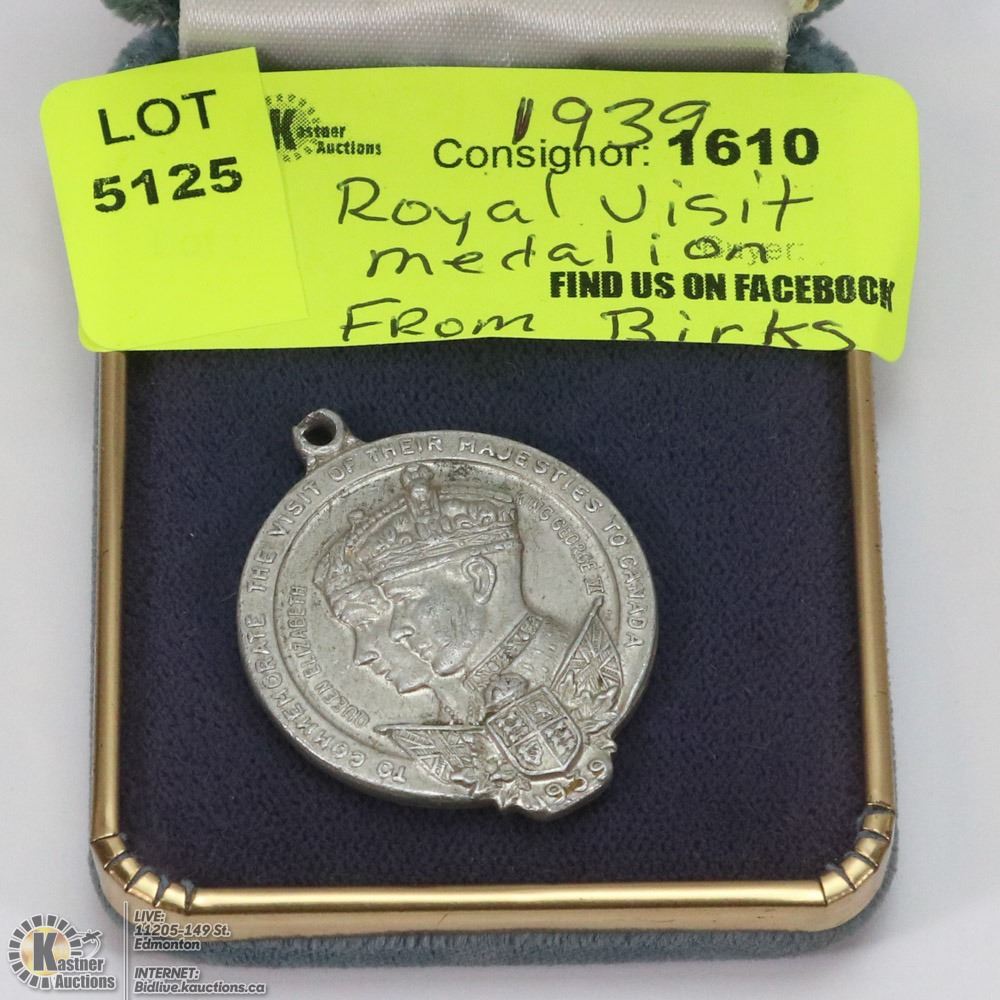 LOT
5125
Kastner
Auctions
1939
Consignor: 1610
Royal visit
medalion
Buyer:
FIND US ON FACEBOOK
From Birks
TO COMMEMORATE THE VISIT OF THEIR MAJESTIES TO CANADA
QUEEN ELIZABETH
KING GEORGE VI
1939
Kastner
Auctions
LIVE:
11205-149 St.
Edmonton
INTERNET:
Bidlive.kauctions.ca